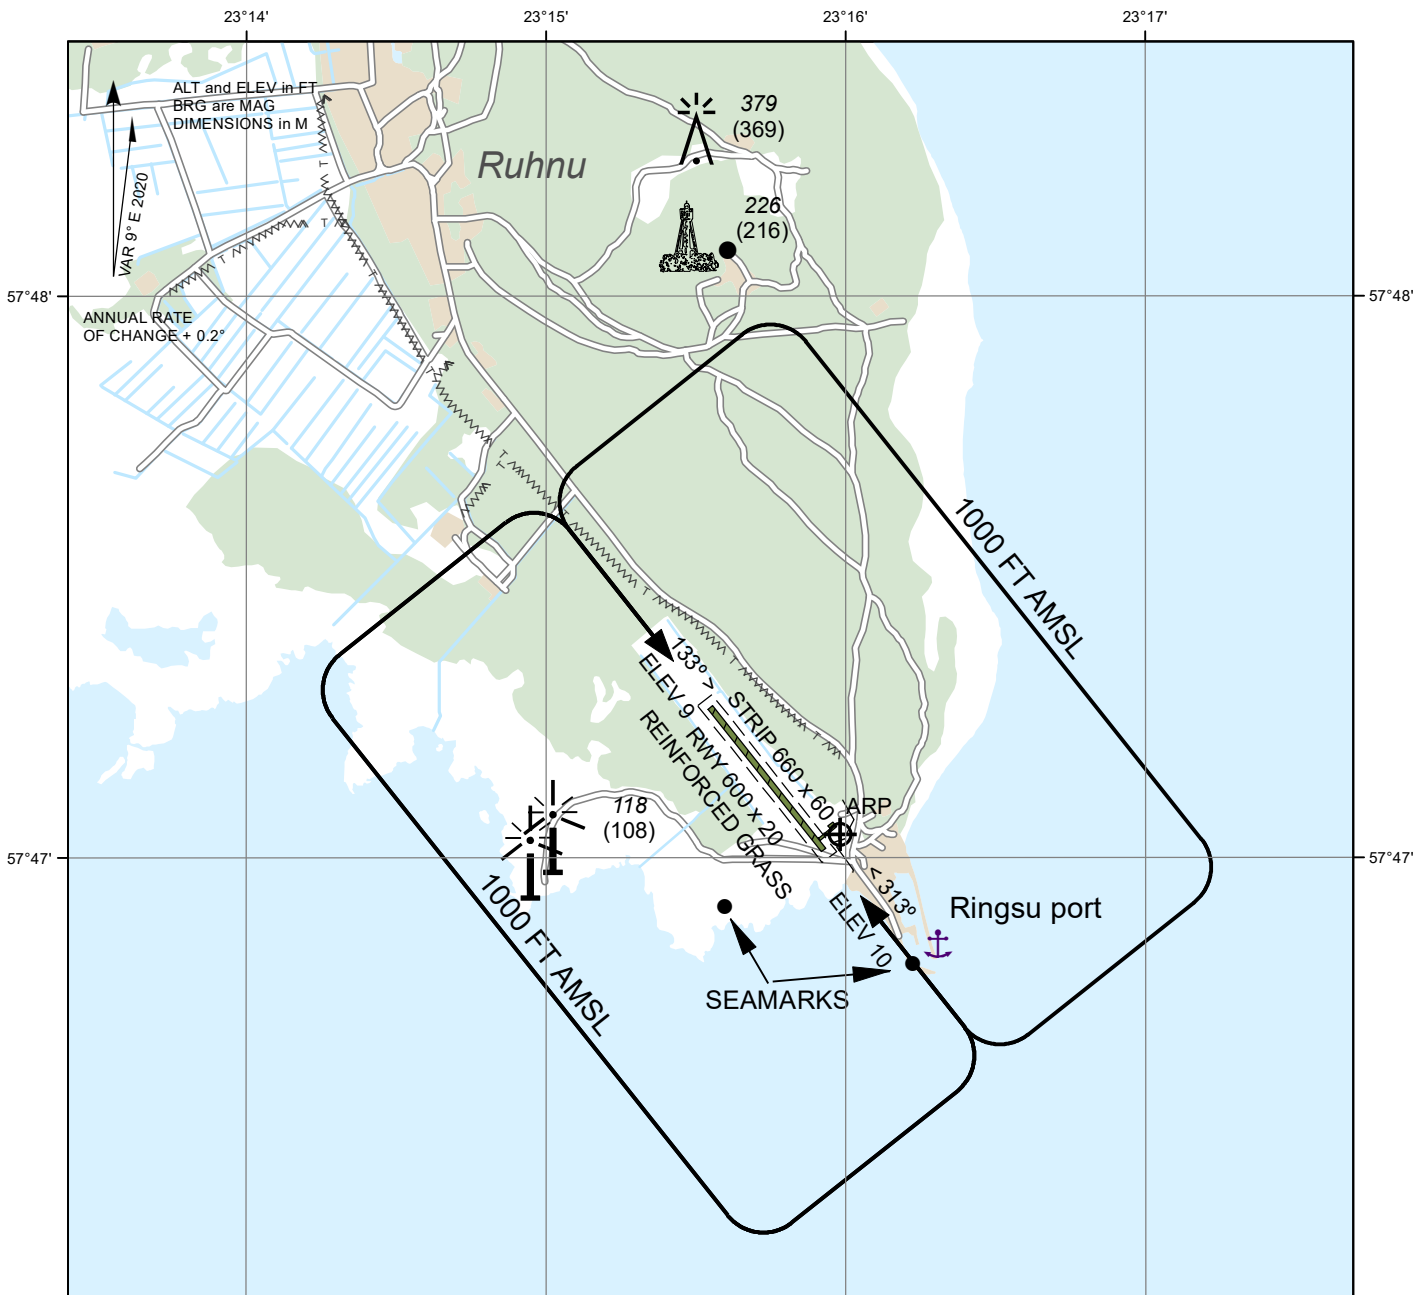 23°14'
23°15'
23°16'
23°17'
ALT and ELEV in FT
BRG are MAG
DIMENSIONS in M
VAR 9° E 2020
ANNUAL RATE
OF CHANGE + 0.2°
57°48'
57°48'
Ruhnu
379
(369)
226
(216)
T
T
T
T
T
T
T
T
T
T
1000 FT AMSL
133° >
ELEV 9
STRIP 660 x 60
RWY 600 x 20
REINFORCED GRASS
ARP
118
(108)
57°47'
57°47'
< 313°
ELEV 10
Ringsu port
SEAMARKS
1000 FT AMSL